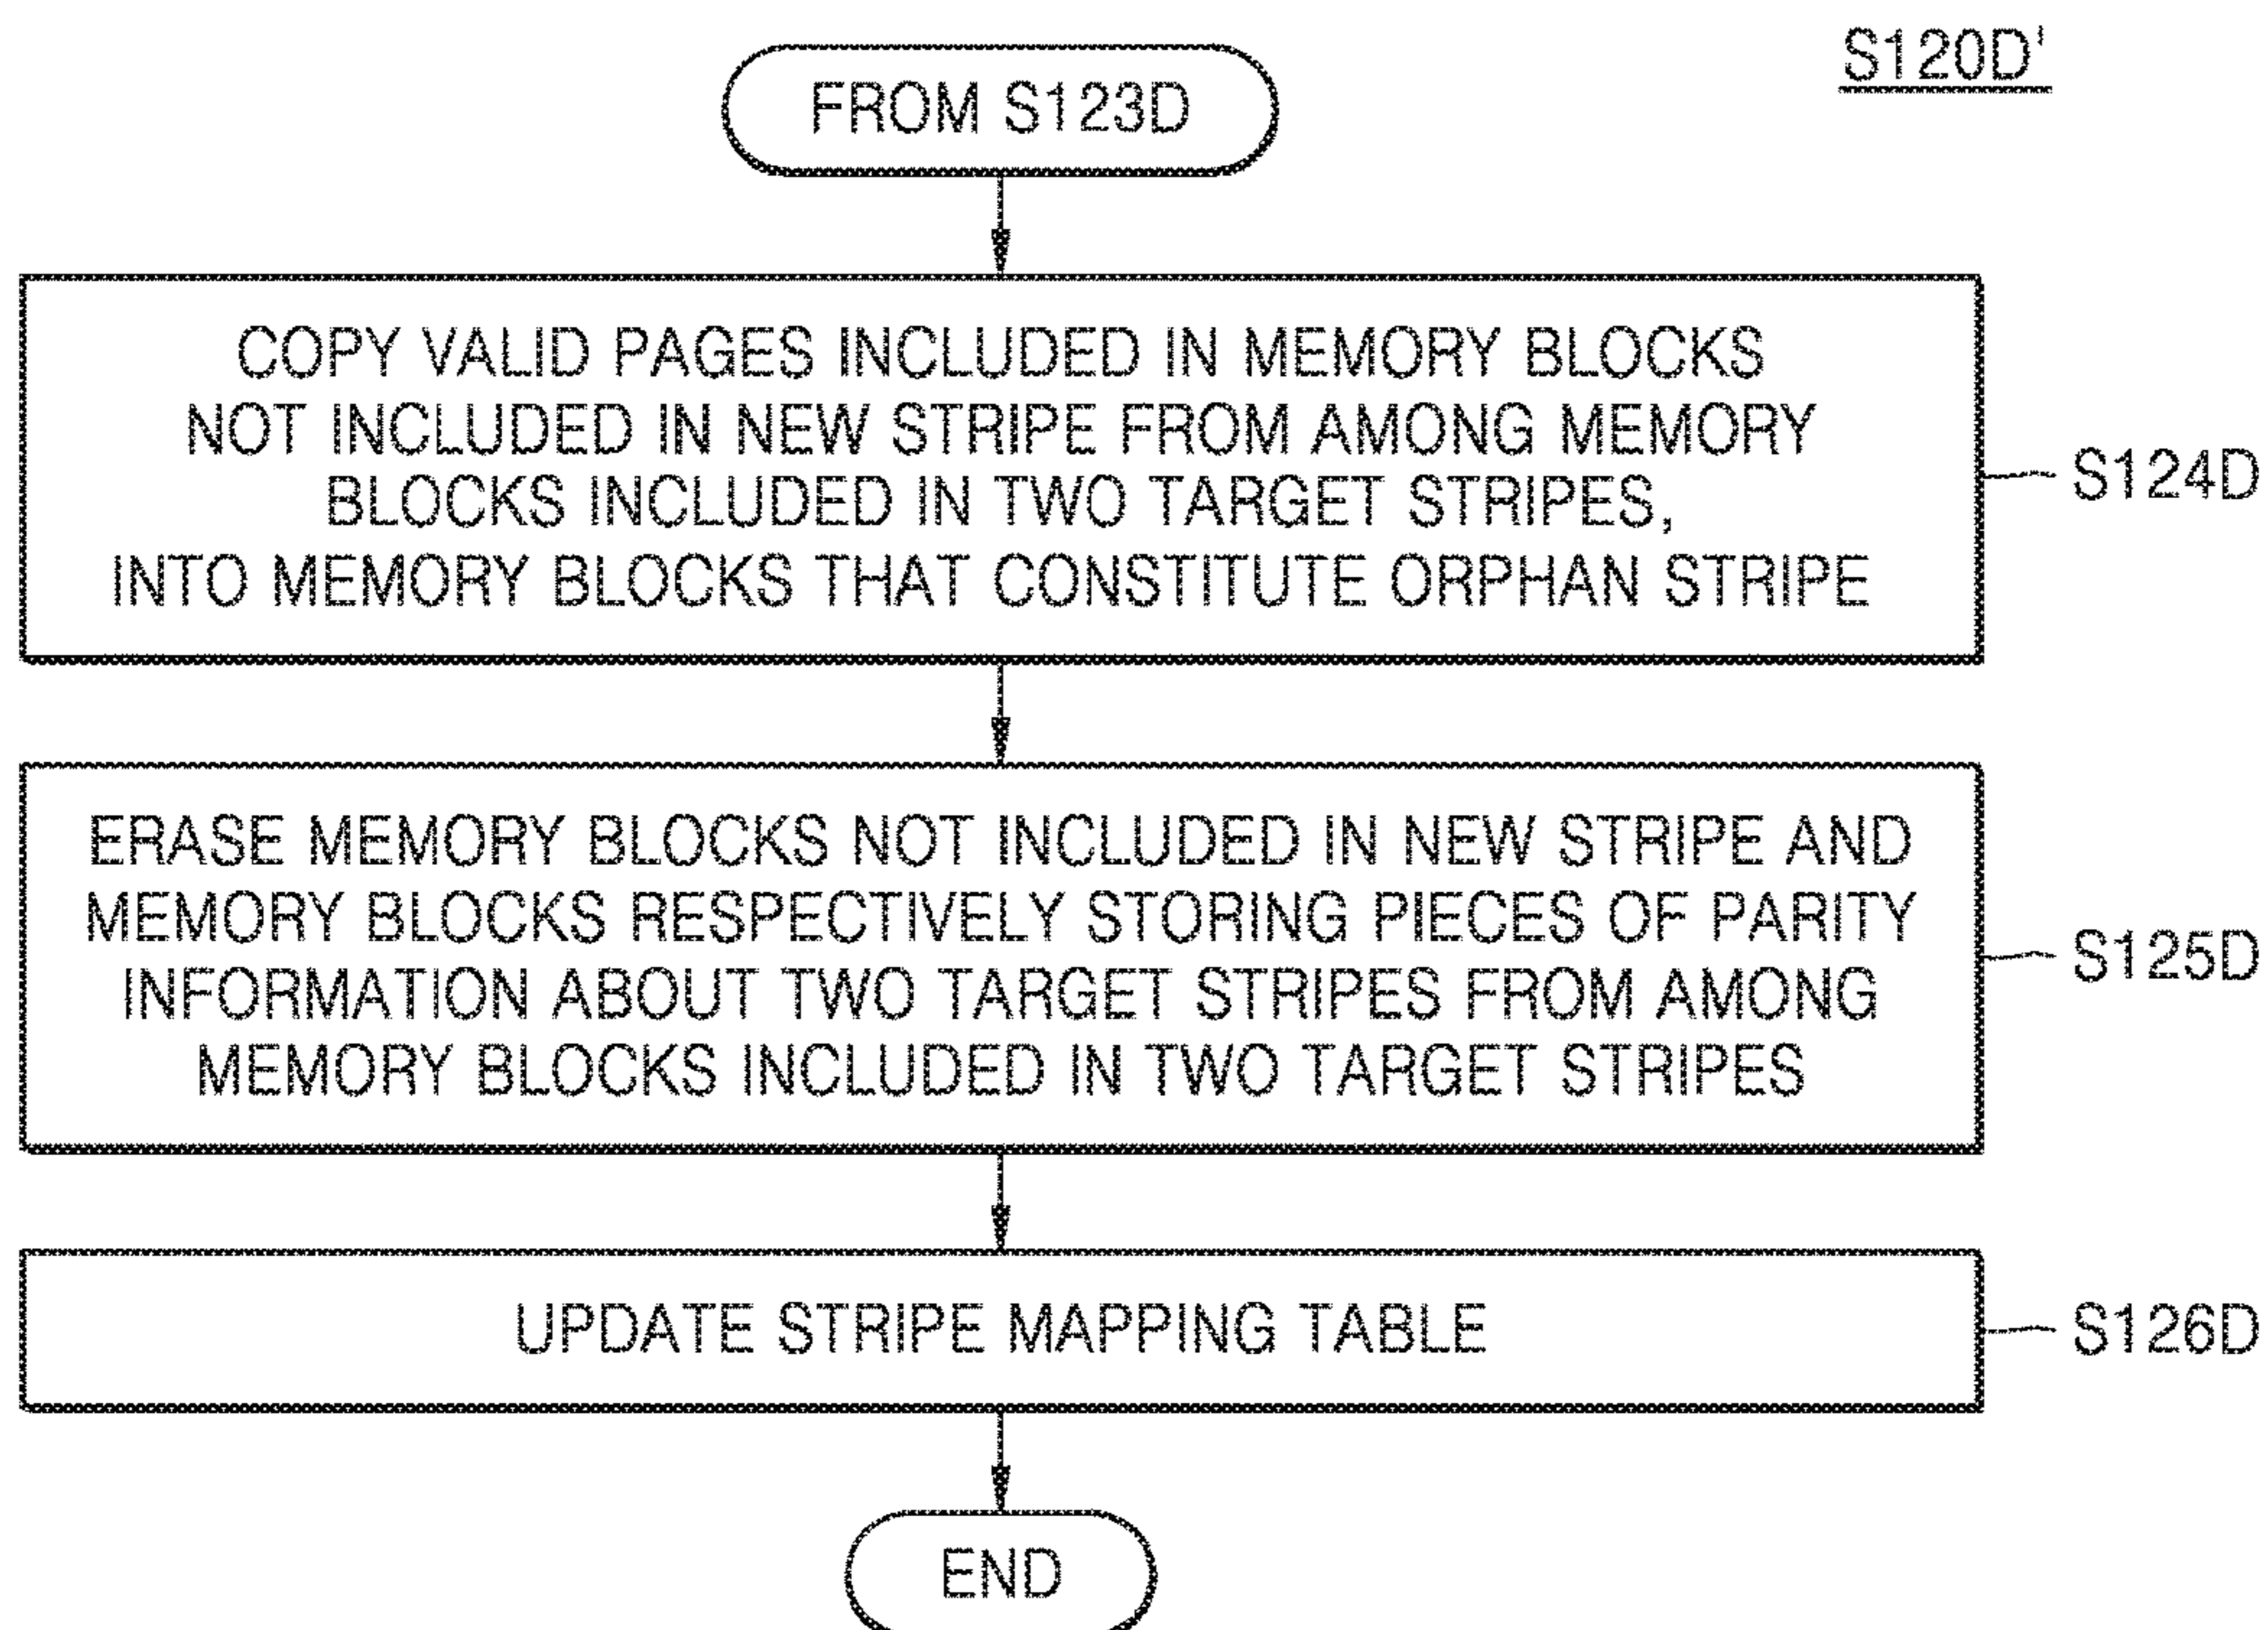 S120D'
FROM S123D
COPY VALID PAGES INCLUDED IN MEMORY BLOCKS
NOT INCLUDED IN NEW STRIPE FROM AMONG MEMORY
BLOCKS INCLUDED IN TWO TARGET STRIPES,
INTO MEMORY BLOCKS THAT CONSTITUTE ORPHAN STRIPE
S124D
ERASE MEMORY BLOCKS NOT INCLUDED IN NEW STRIPE AND
MEMORY BLOCKS RESPECTIVELY STORING PIECES OF PARITY
INFORMATION ABOUT TWO TARGET STRIPES FROM AMONG
MEMORY BLOCKS INCLUDED IN TWO TARGET STRIPES
S125D
UPDATE STRIPE MAPPING TABLE
S126D
END